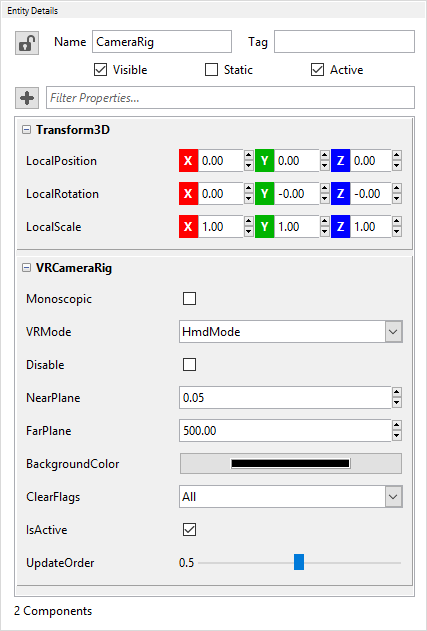 Entity Details
Name CameraRig Tag
Visible Static Active
Filter Properties...
Transform3D
LocalPosition X 0.00 Y 0.00 Z 0.00
LocalRotation X 0.00 Y -0.00 Z -0.00
LocalScale X 1.00 Y 1.00 Z 1.00
VRCameraRig
Monoscopic
VRMode HmdMode
Disable
NearPlane 0.05
FarPlane 500.00
BackgroundColor
ClearFlags All
IsActive
UpdateOrder 0.5
2 Components